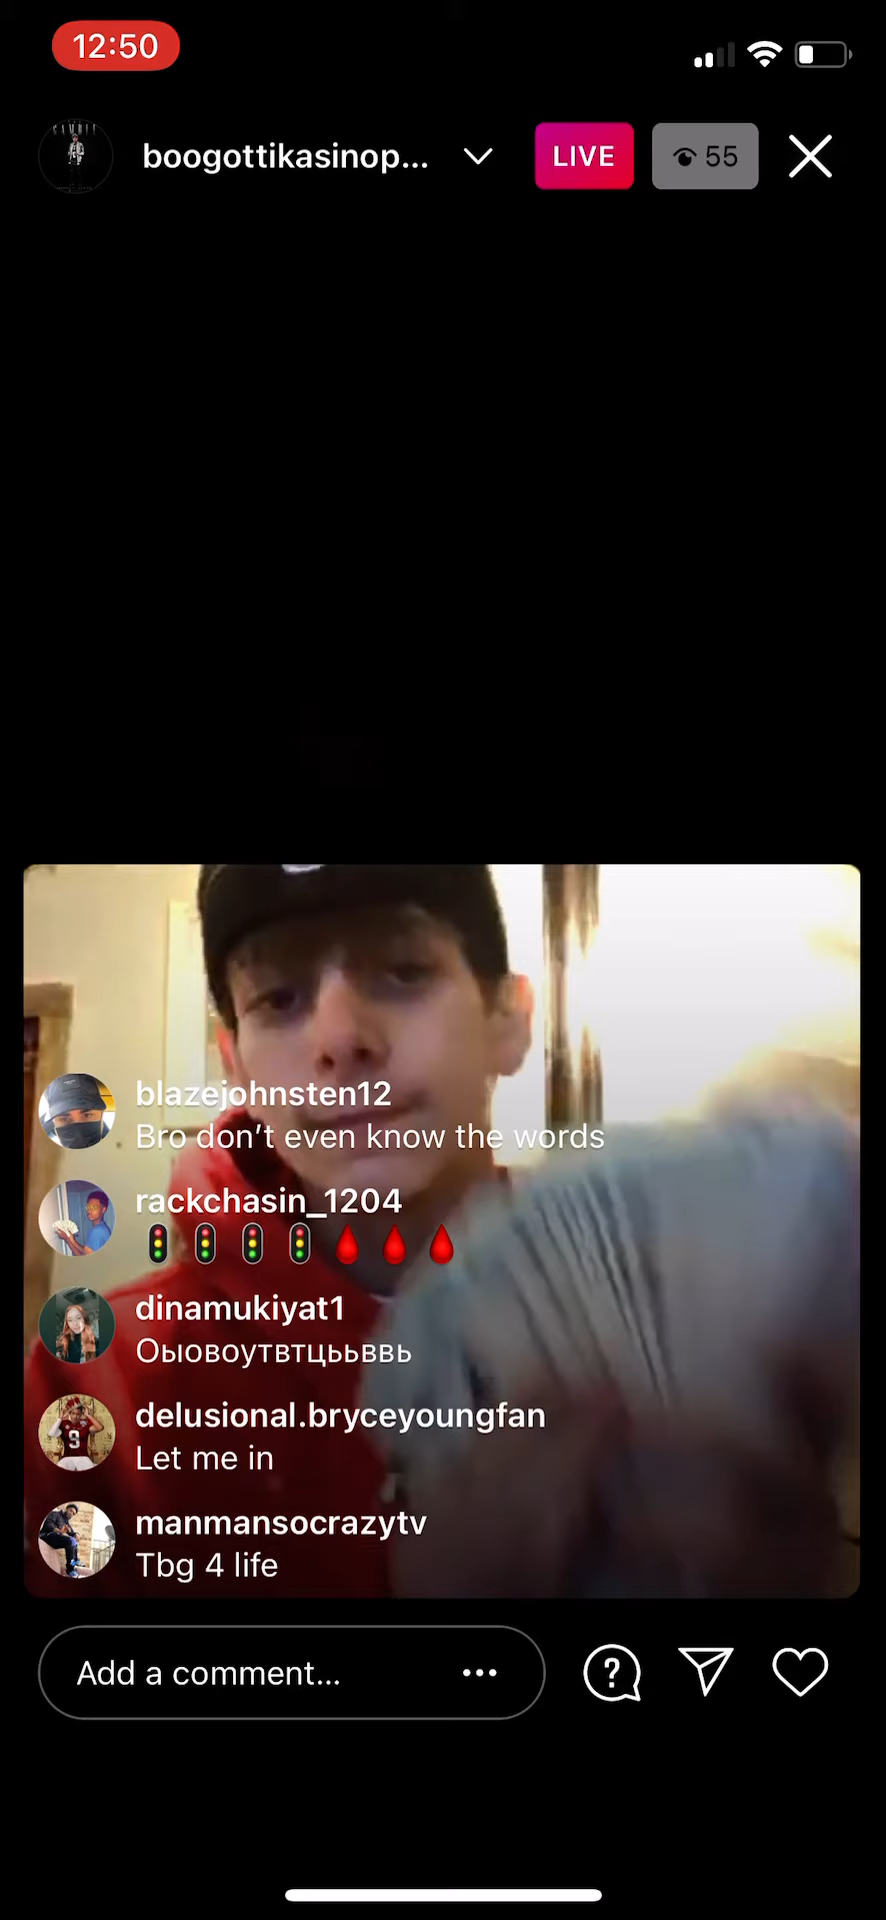 12:50
boogottikasinop...
LIVE
55
blazejohnsten12
Bro don’t even know the words
rackchasin_1204
🚦🚦🚦🚦🩸🩸🩸
dinamukiyat1
Оыовоутвтцььввь
delusional.bryceyoungfan
Let me in
manmansocrazytv
Tbg 4 life
Add a comment...